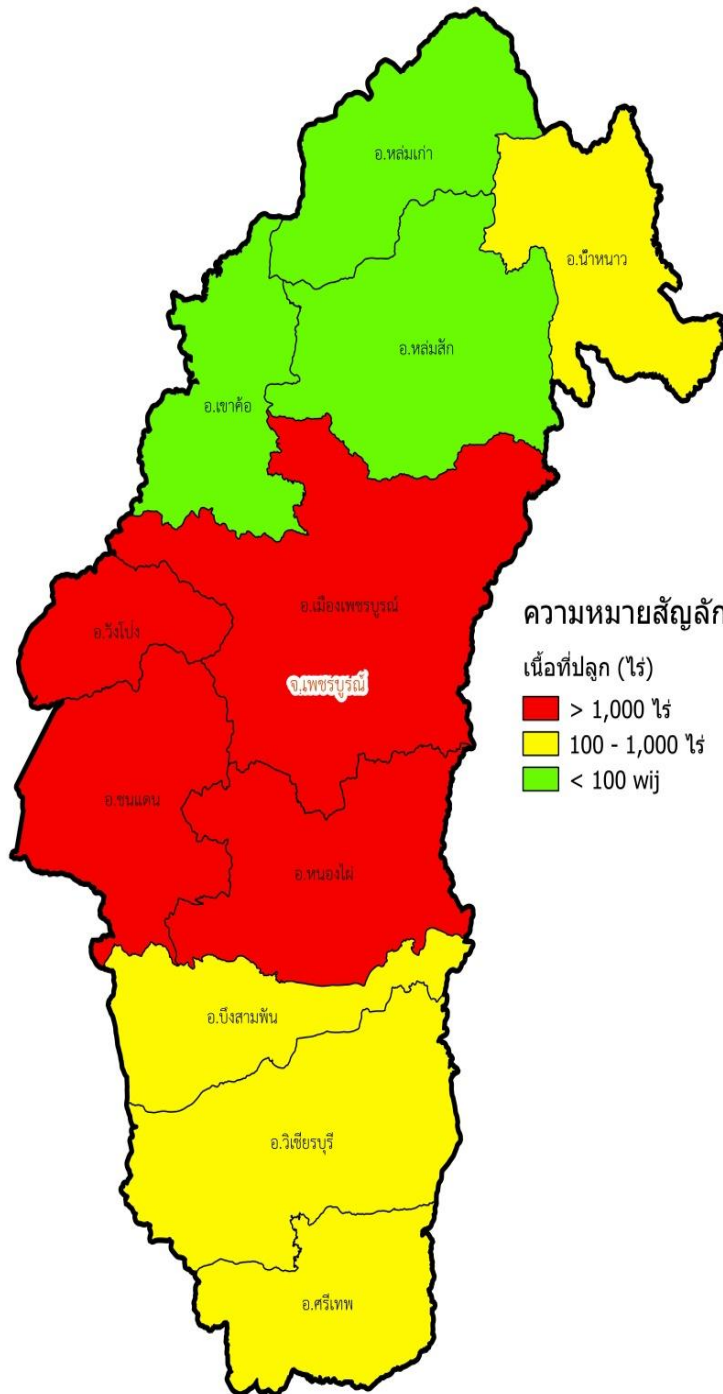 อ.หล่มเก่า
อ.น้ำหนาว
อ.หล่มสัก
อ.เขาค้อ
อ.เมืองเพชรบูรณ์
อ.วังโป่ง
จ.เพชรบูรณ์
อ.ชนแดน
อ.หนองไผ่
อ.บึงสามพัน
อ.วิเชียรบุรี
อ.ศรีเทพ
ความหมายสัญลัก
เนื้อที่ปลูก (ไร่)
> 1,000 ไร่
100 - 1,000 ไร่
< 100 wij